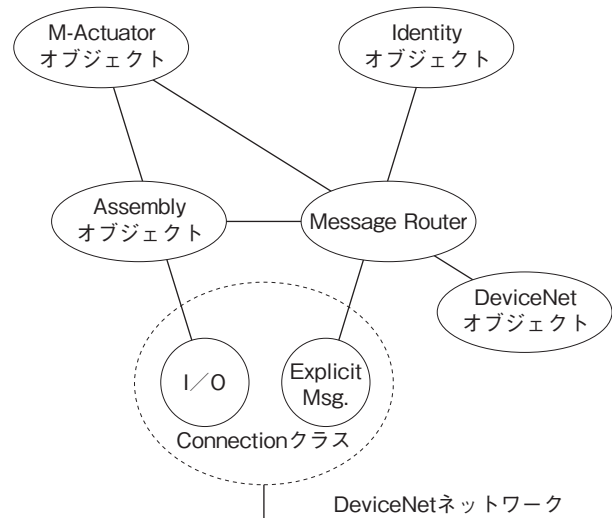 M-Actuator
オブジェクト
Identity
オブジェクト
Assembly
オブジェクト
Message Router
DeviceNet
オブジェクト
I/O
Explicit
Msg.
Connectionクラス
DeviceNetネットワーク